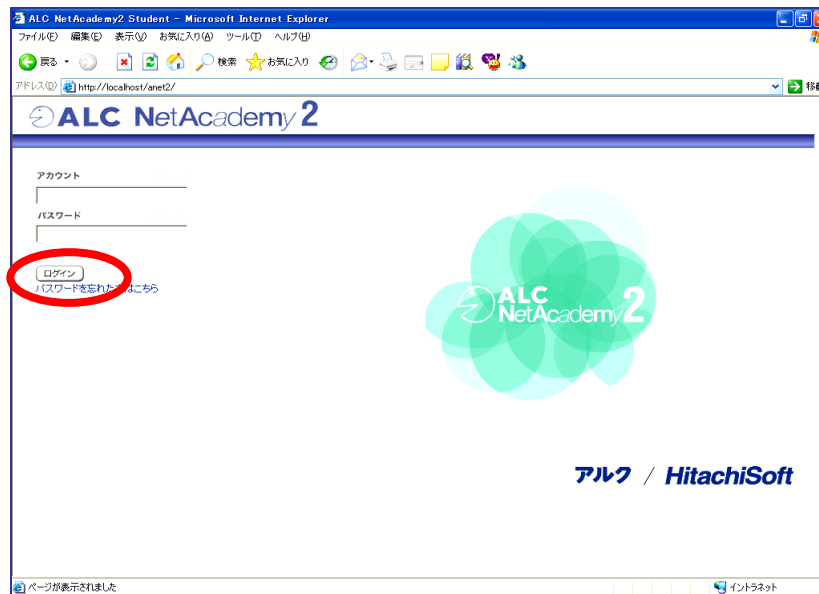 ALC NetAcademy2 Student - Microsoft Internet Explorer
ファイル(F) 編集(E) 表示(V) お気に入り(A) ツール(T) ヘルプ(H)
戻る 検索 お気に入り
アドレス(D) http://localhost/anet2/ 移動
ALC NetAcademy 2
アカウント
パスワード
ログイン
パスワードを忘れた方はこちら
ALC
NetAcademy 2
アルク / HitachiSoft
ページが表示されました イントラネット